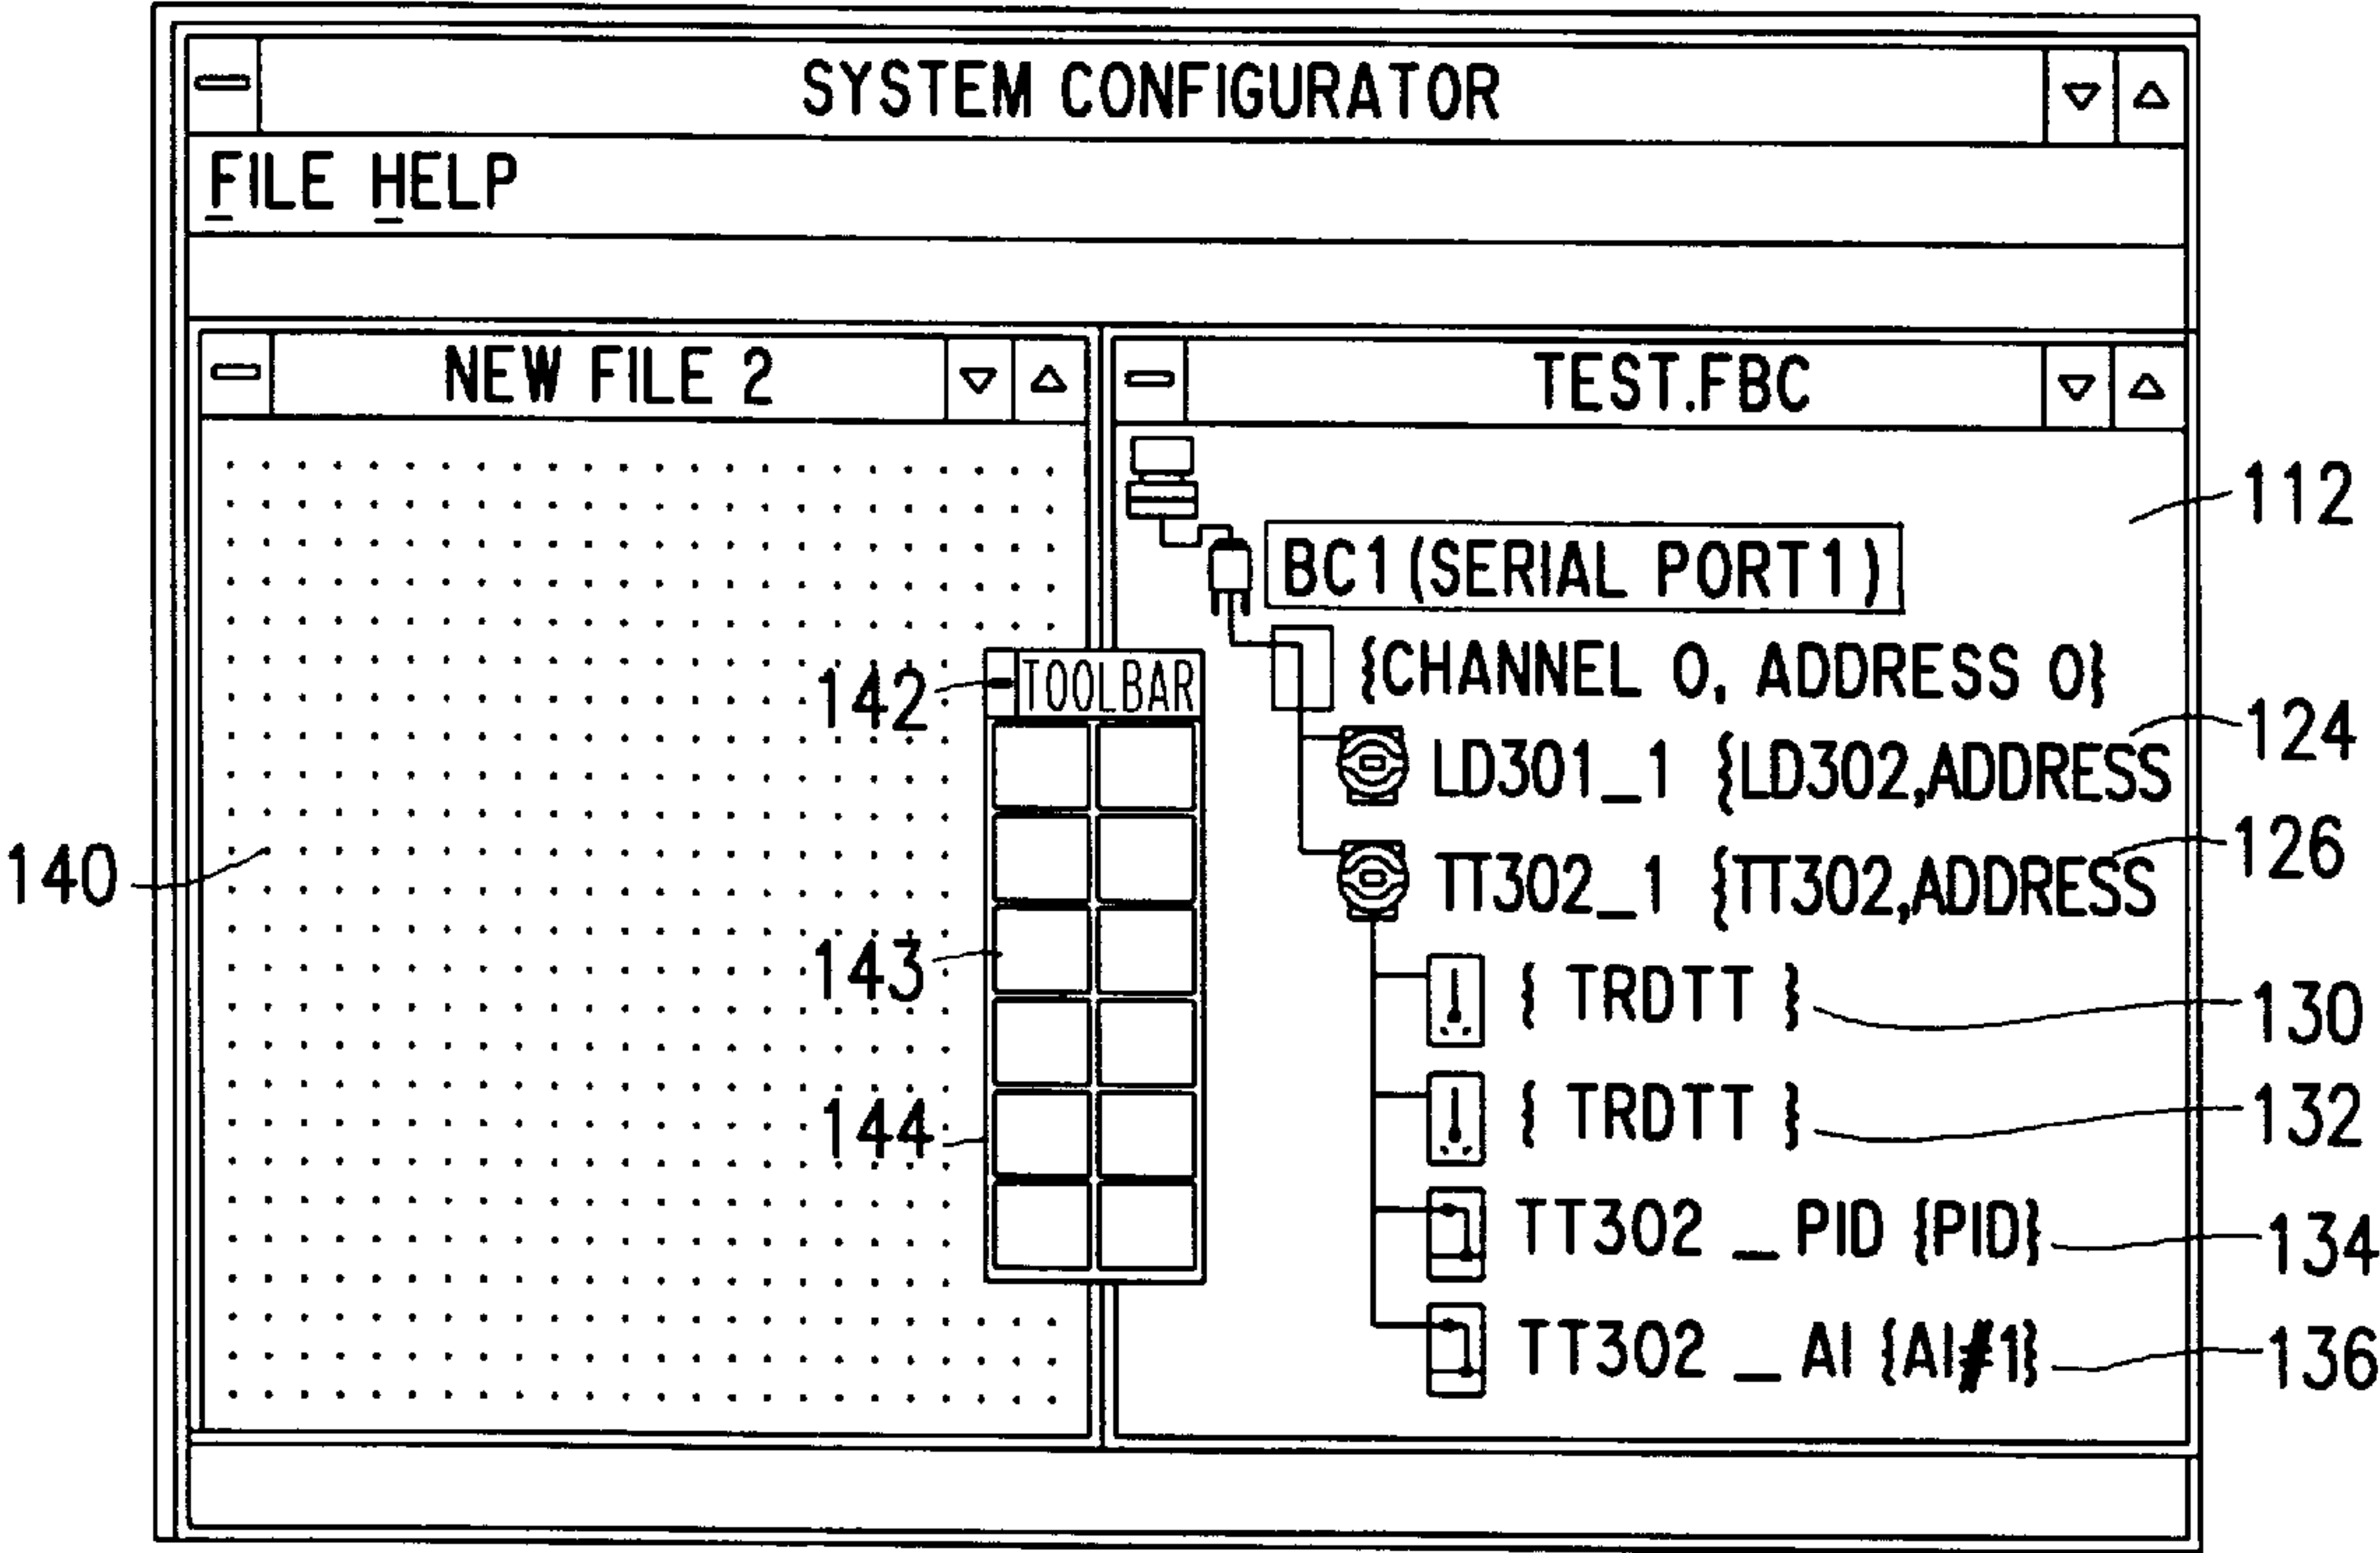 SYSTEM CONFIGURATOR
FILE HELP
NEW FILE 2
TEST.FBC
112
BC1 (SERIAL PORT1)
{CHANNEL 0, ADDRESS 0}
142
TOOLBAR
124
LD301_1 {LD302,ADDRESS
126
140
TT302_1 {TT302,ADDRESS
143
{ TRDTT }
130
144
{ TRDTT }
132
TT302 _ PID {PID}
134
TT302 _ AI {AI#1}
136